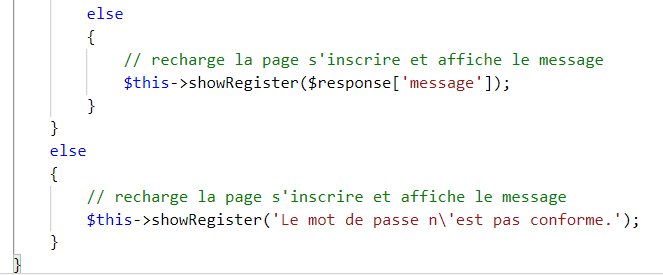 else
{
// recharge la page s'inscrire et affiche le message
$this->showRegister($response['message']);
}
}
else
{
// recharge la page s'inscrire et affiche le message
$this->showRegister('Le mot de passe n\'est pas conforme.');
}
}